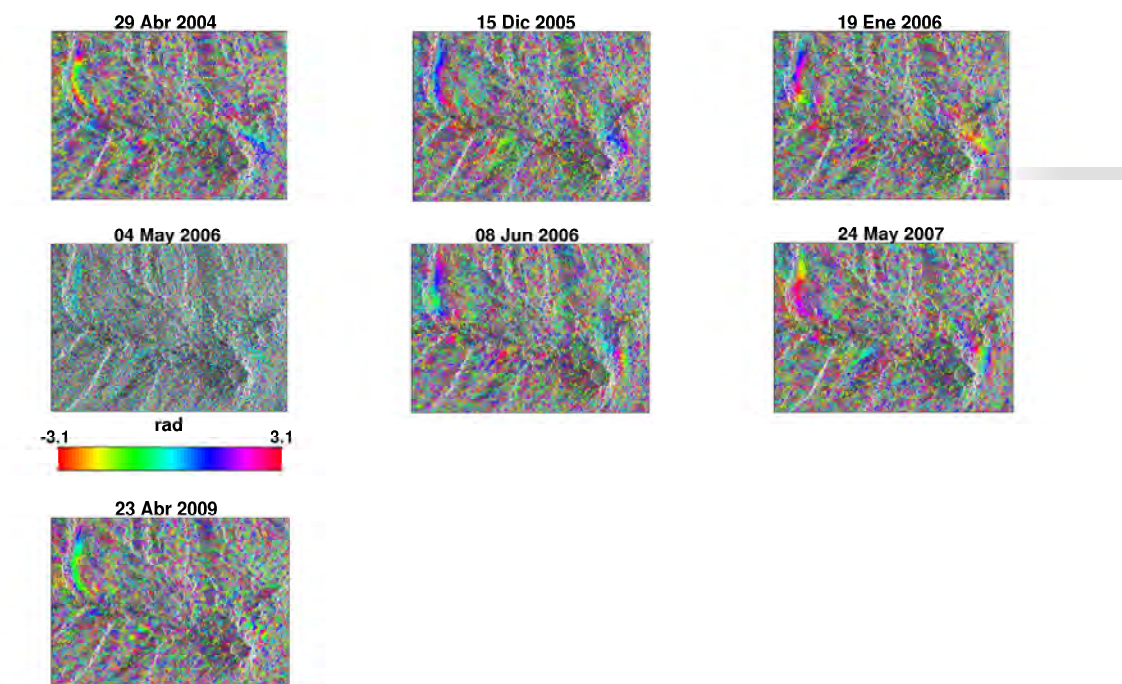 29 Abr 2004
15 Dic 2005
19 Ene 2006
04 May 2006
08 Jun 2006
24 May 2007
rad
-3.1
3.1
23 Abr 2009